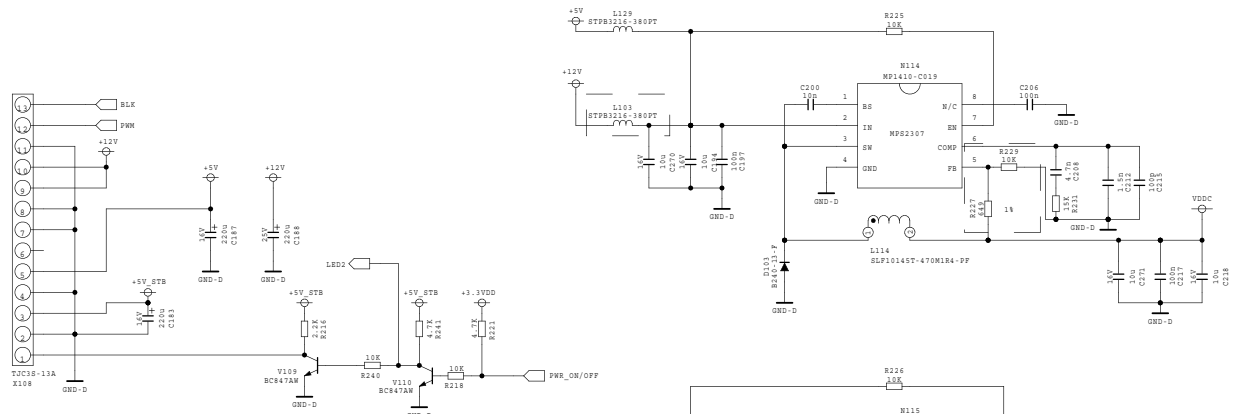 +5V
L129
STPB3216-380PT
R225
10K
+12V
L103
STPB3216-380PT
16V
10u
C270
16V
10u
C194
100n
C197
GND-D
N114
MP1410-C019
MPS2307
C200
10n
1 BS
2 IN
3 SW
4 GND
N/C 8
EN 7
COMP 6
FB 5
C206
100n
GND-D
GND-D
R229
10K
R227
649
1%
4.7n
C208
15K
R231
1.5n
C212
100n
C215
GND-D
VDDC
L114
SLF10145T-470M1R4-PF
1
2
D103
B240-13-F
GND-D
16V
10u
C271
100n
C217
16V
10u
C218
GND-D
13
BLK
12
PWM
11
+12V
10
9
8
7
6
5
4
3
2
1
TJC3S-13A
X108
GND-D
+5V
16V
220u
C187
GND-D
+12V
25V
220u
C188
GND-D
+5V_STB
16V
220u
C183
LED2
+5V_STB
2.2K
R216
+5V_STB
4.7K
R241
+3.3VDD
4.7K
R221
V109
BC847AW
10K
R240
V110
BC847AW
10K
R218
PWR_ON/OFF
GND-D
GND-D
R226
10K
N115